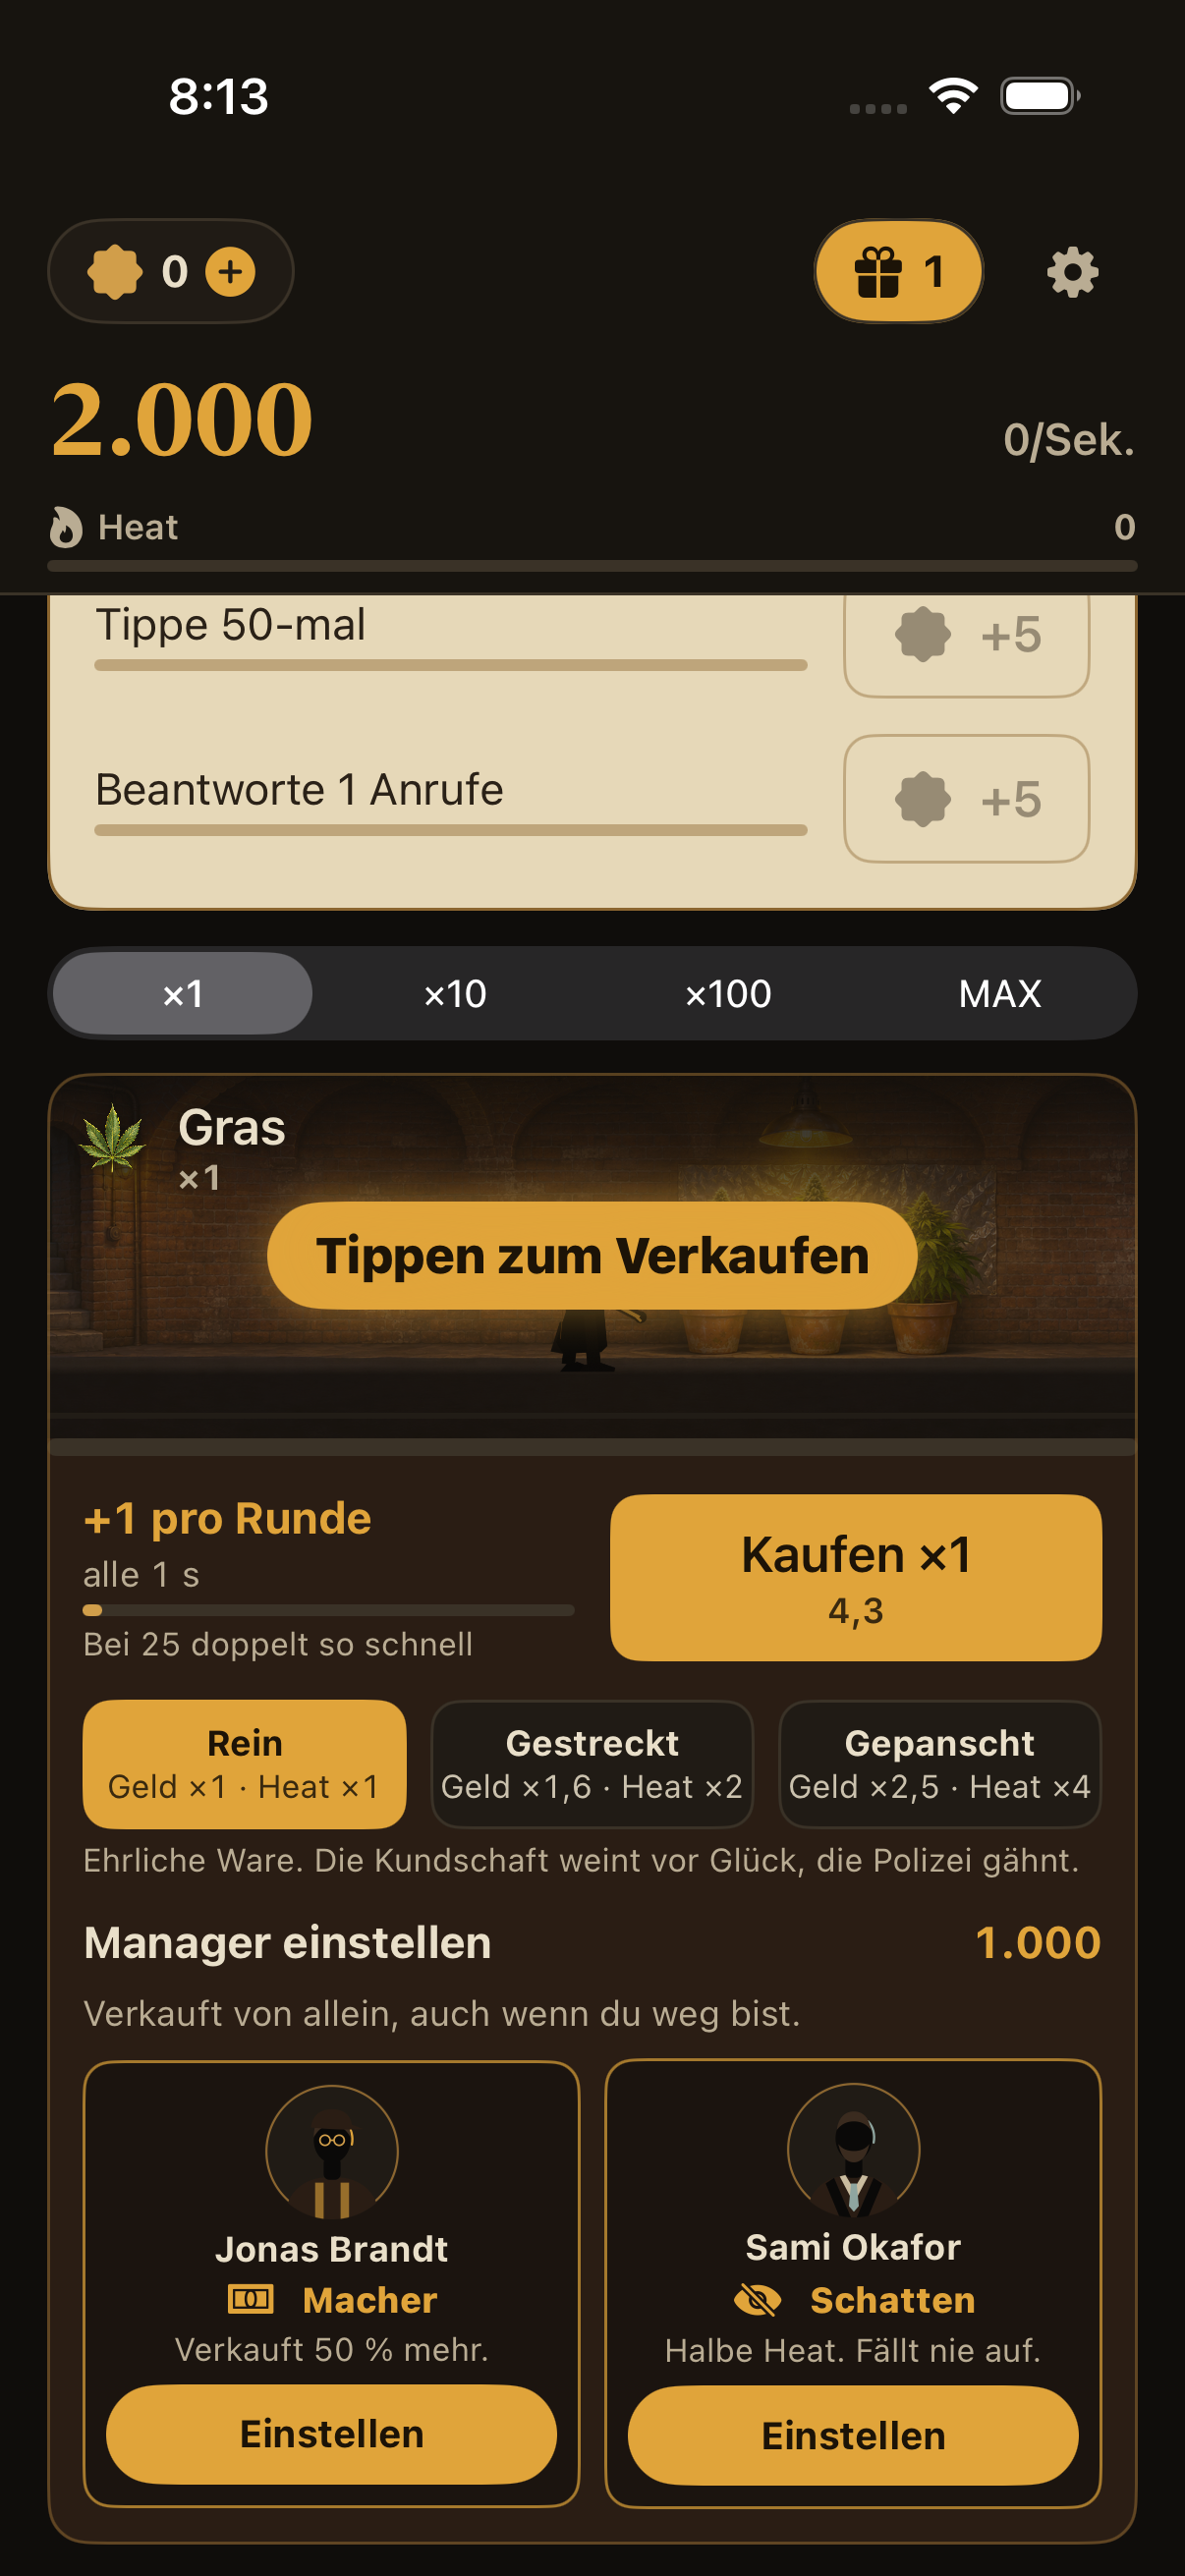 8:13
0
1
2.000
0/Sek.
Heat
0
Tippe 50-mal
+5
Beantworte 1 Anrufe
+5
×1
×10
×100
MAX
Gras
×1
Tippen zum Verkaufen
+1 pro Runde
alle 1 s
Bei 25 doppelt so schnell
Kaufen ×1
4,3
Rein
Geld ×1 · Heat ×1
Gestreckt
Geld ×1,6 · Heat ×2
Gepanscht
Geld ×2,5 · Heat ×4
Ehrliche Ware. Die Kundschaft weint vor Glück, die Polizei gähnt.
Manager einstellen
1.000
Verkauft von allein, auch wenn du weg bist.
Jonas Brandt
Macher
Verkauft 50 % mehr.
Einstellen
Sami Okafor
Schatten
Halbe Heat. Fällt nie auf.
Einstellen